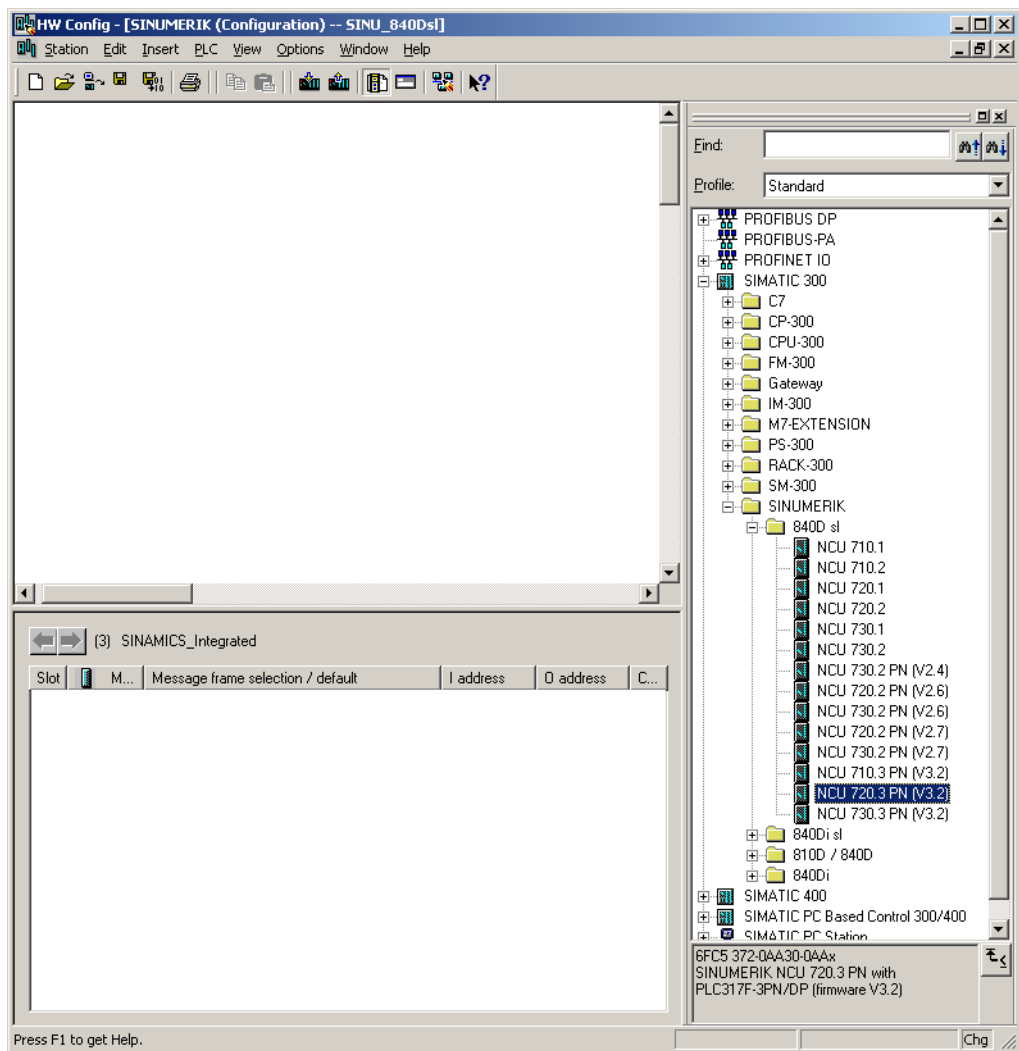 HW Config - [SINUMERIK (Configuration) -- SINU_840Dsl]
Station Edit Insert PLC View Options Window Help
Find:
Profile: Standard
PROFIBUS DP
PROFIBUS-PA
PROFINET IO
SIMATIC 300
C7
CP-300
CPU-300
FM-300
Gateway
IM-300
M7-EXTENSION
PS-300
RACK-300
SM-300
SINUMERIK
840D sl
NCU 710.1
NCU 710.2
NCU 720.1
NCU 720.2
NCU 730.1
NCU 730.2
NCU 730.2 PN (V2.4)
NCU 720.2 PN (V2.6)
NCU 730.2 PN (V2.6)
NCU 720.2 PN (V2.7)
NCU 730.2 PN (V2.7)
NCU 710.3 PN (V3.2)
NCU 720.3 PN (V3.2)
NCU 730.3 PN (V3.2)
840Di sl
810D / 840D
840Di
SIMATIC 400
SIMATIC PC Based Control 300/400
SIMATIC PC Station
6FC5 372-0AA30-0AAx
SINUMERIK NCU 720.3 PN with
PLC317F-3PN/DP (firmware V3.2)
(3) SINAMICS_Integrated
Slot M... Message frame selection / default I address O address C...
Press F1 to get Help.
Chg